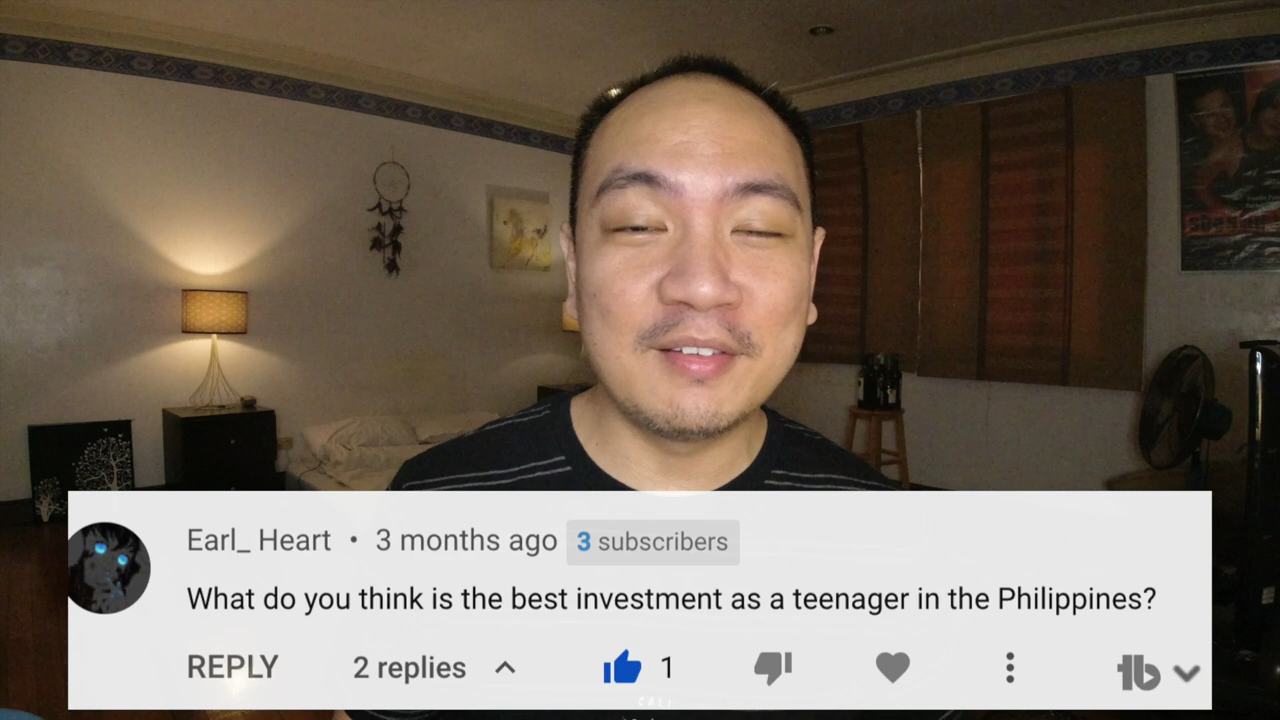 Earl_ Heart • 3 months ago 3 subscribers
What do you think is the best investment as a teenager in the Philippines?
REPLY 2 replies 1
tb